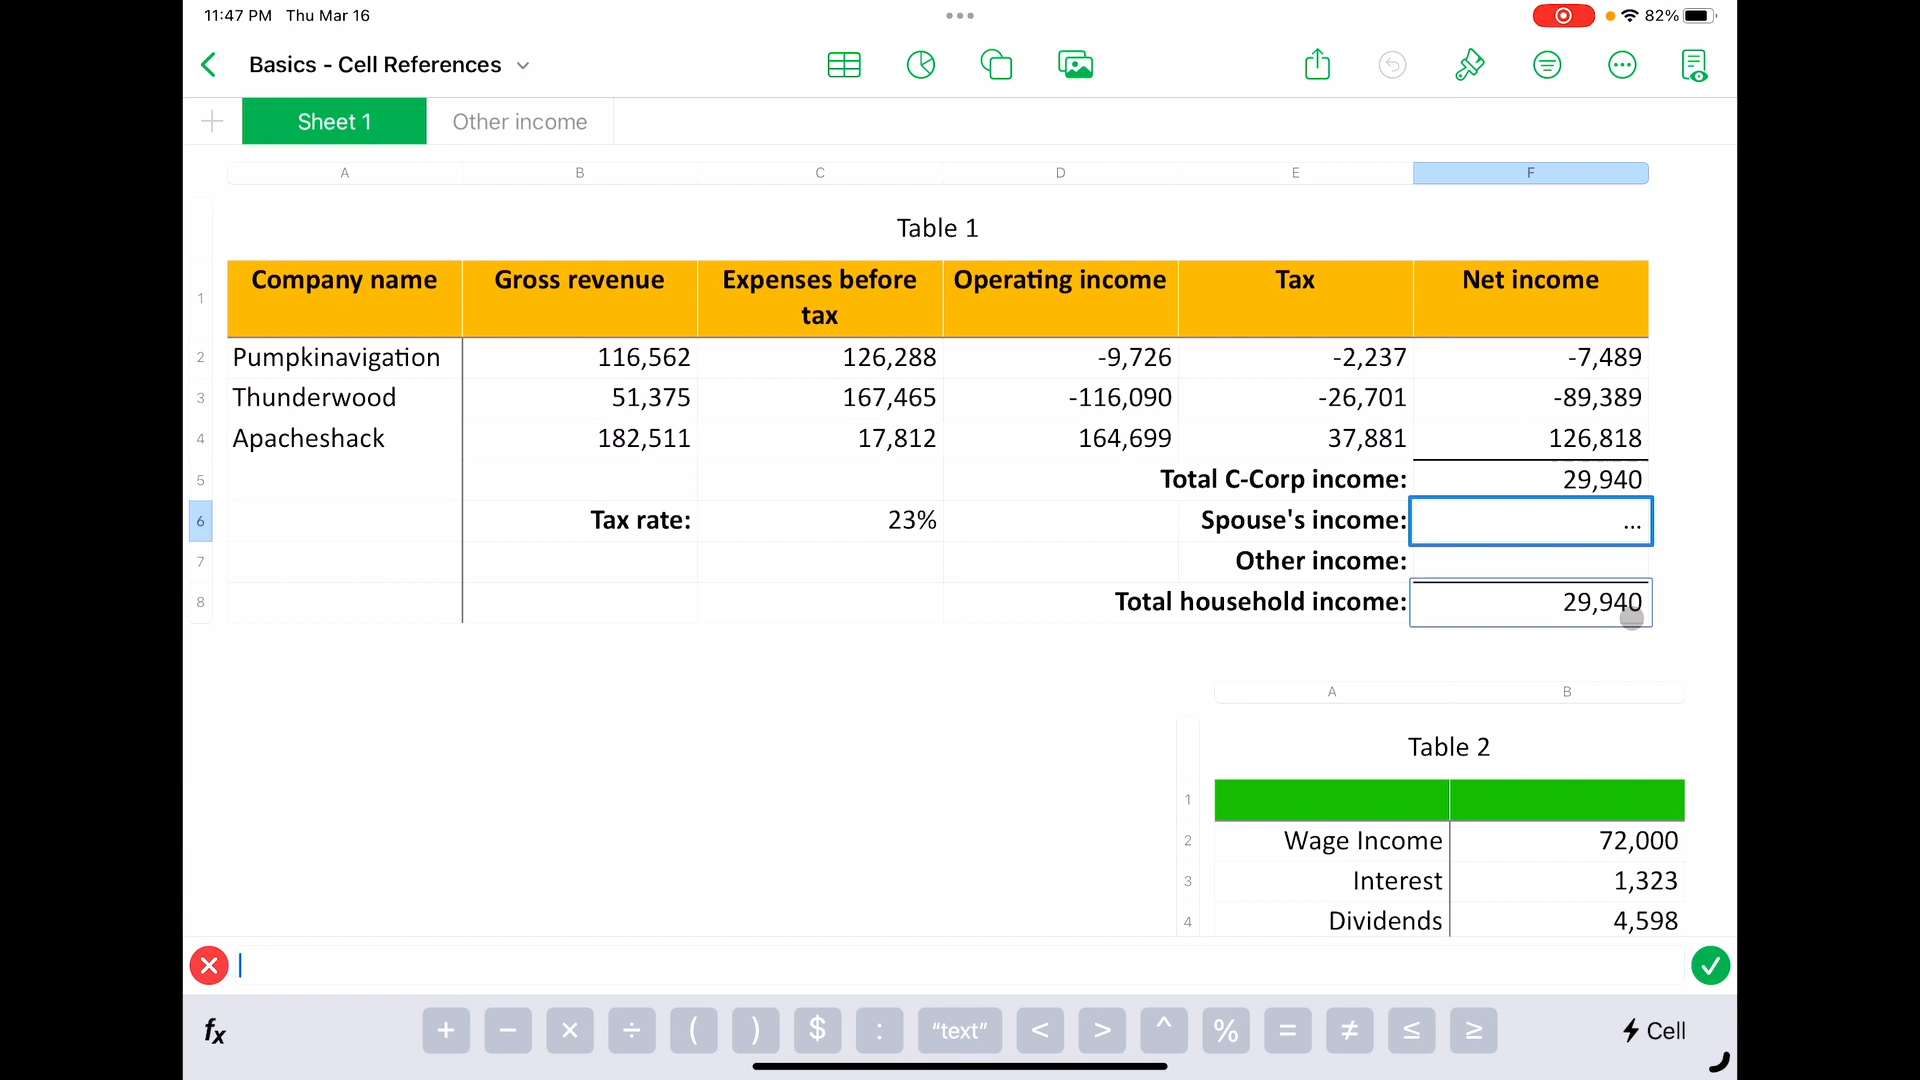 11:47 PM Thu Mar 16
82%
Basics - Cell References
Sheet 1 Other income
A B C D E F
Table 1
1 Company name Gross revenue Expenses before tax Operating income Tax Net income
2 Pumpkinavigation 116,562 126,288 -9,726 -2,237 -7,489
3 Thunderwood 51,375 167,465 -116,090 -26,701 -89,389
4 Apacheshack 182,511 17,812 164,699 37,881 126,818
5 Total C-Corp income: 29,940
6 Tax rate: 23% Spouse's income: ...
7 Other income:
8 Total household income: 29,940
A B
Table 2
1
2 Wage Income 72,000
3 Interest 1,323
4 Dividends 4,598
fx + − × ÷ ( ) $ : “text” < > ^ % = ≠ ≤ ≥ Cell